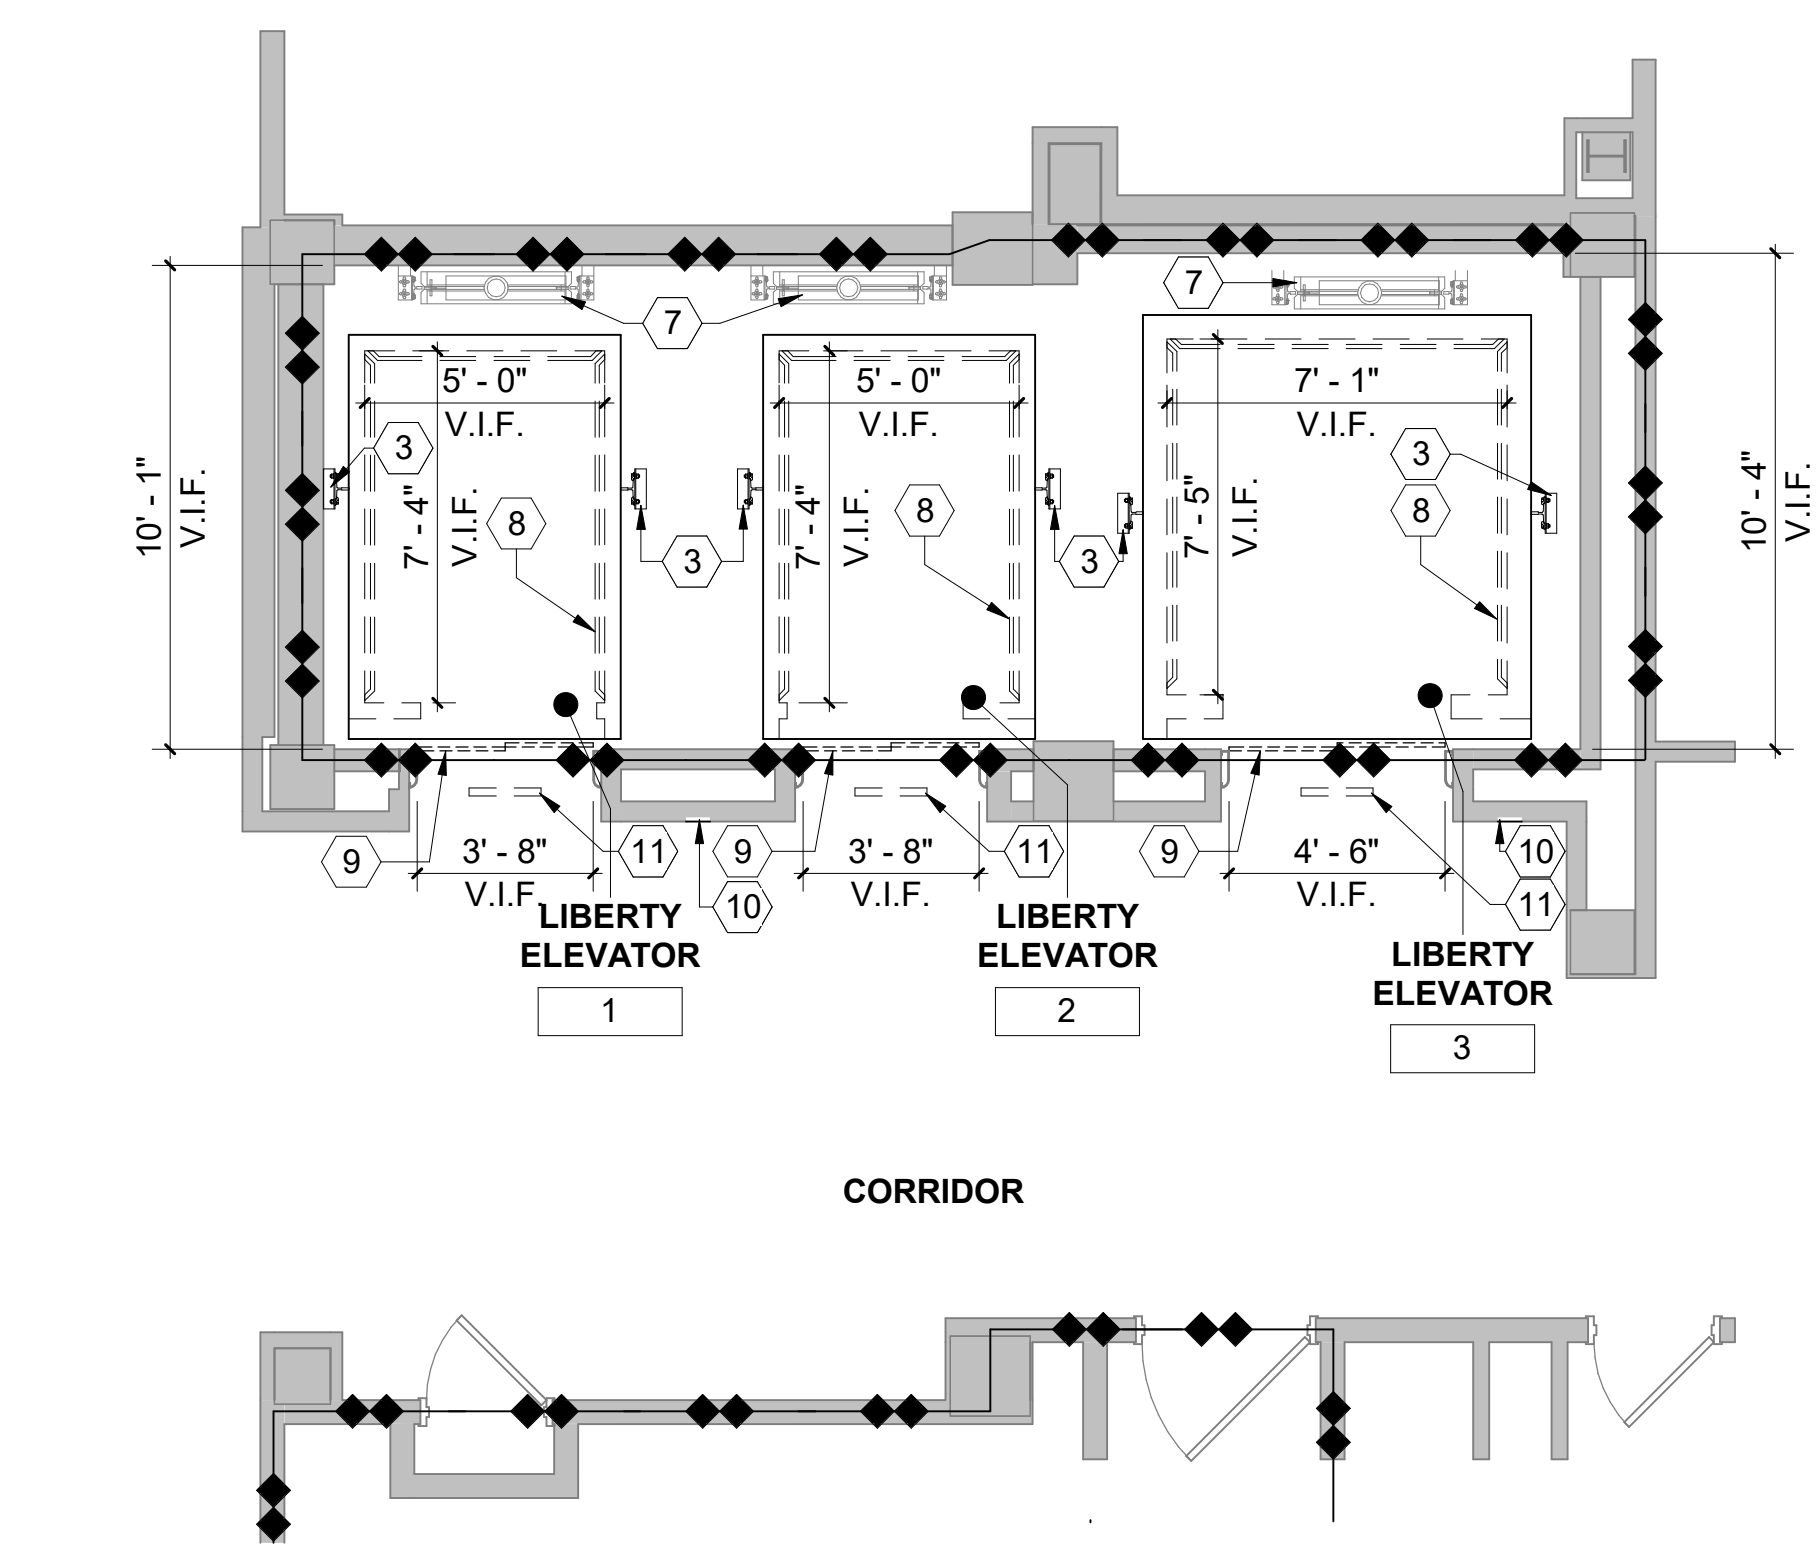 7
7
5' - 0"
V.I.F.
5' - 0"
V.I.F.
7' - 1"
V.I.F.
3
3
10' - 1"
V.I.F.
7' - 4"
V.I.F.
8
3
7' - 4"
V.I.F.
8
3
7' - 5"
V.I.F.
8
10' - 4"
V.I.F.
9
3' - 8"
V.I.F.
11
10
9
3' - 8"
V.I.F.
11
9
4' - 6"
V.I.F.
10
11
LIBERTY
ELEVATOR
1
LIBERTY
ELEVATOR
2
LIBERTY
ELEVATOR
3
CORRIDOR